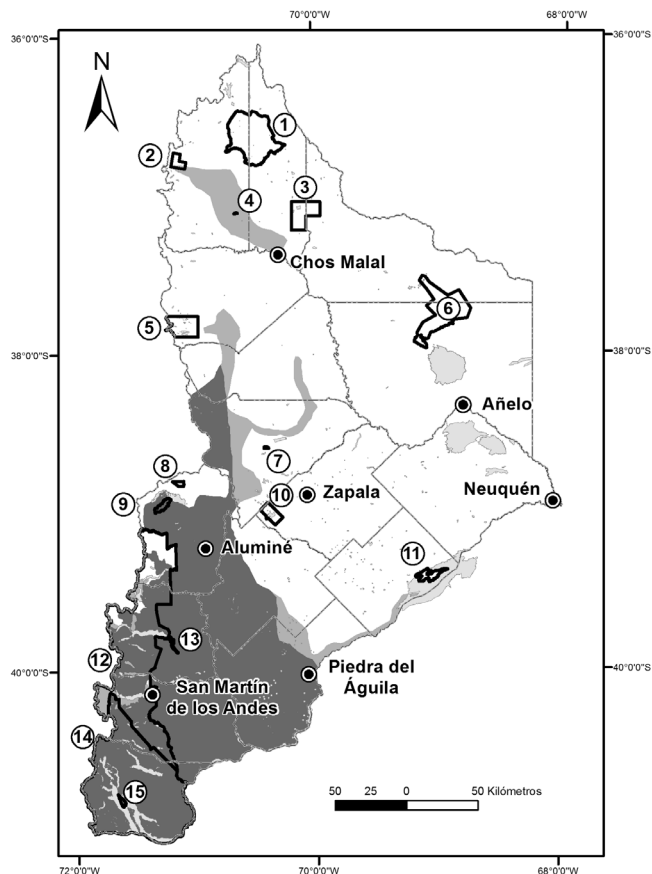 70°0'0"W
68°0'0"W
36°0'0"S
36°0'0"S
N
1
2
3
4
Chos Malal
5
6
38°0'0"S
38°0'0"S
Añelo
7
8
Neuquén
9
10
Zapala
Aluminé
11
13
12
40°0'0"S
40°0'0"S
Piedra del
Águila
San Martín
de los Andes
14
15
50 25 0 50 Kilómetros
72°0'0"W
70°0'0"W
68°0'0"W